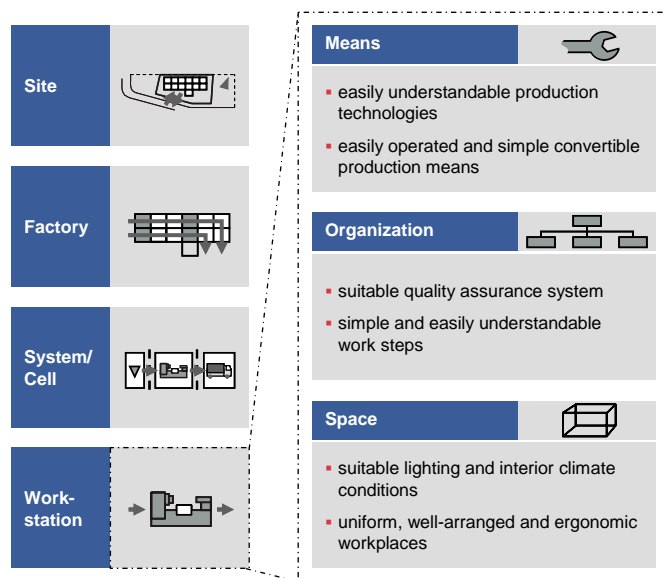 Site
Factory
System/
Cell
Work-
station
Means
▪ easily understandable production
technologies
▪ easily operated and simple convertible
production means
Organization
▪ suitable quality assurance system
▪ simple and easily understandable
work steps
Space
▪ suitable lighting and interior climate
conditions
▪ uniform, well-arranged and ergonomic
workplaces